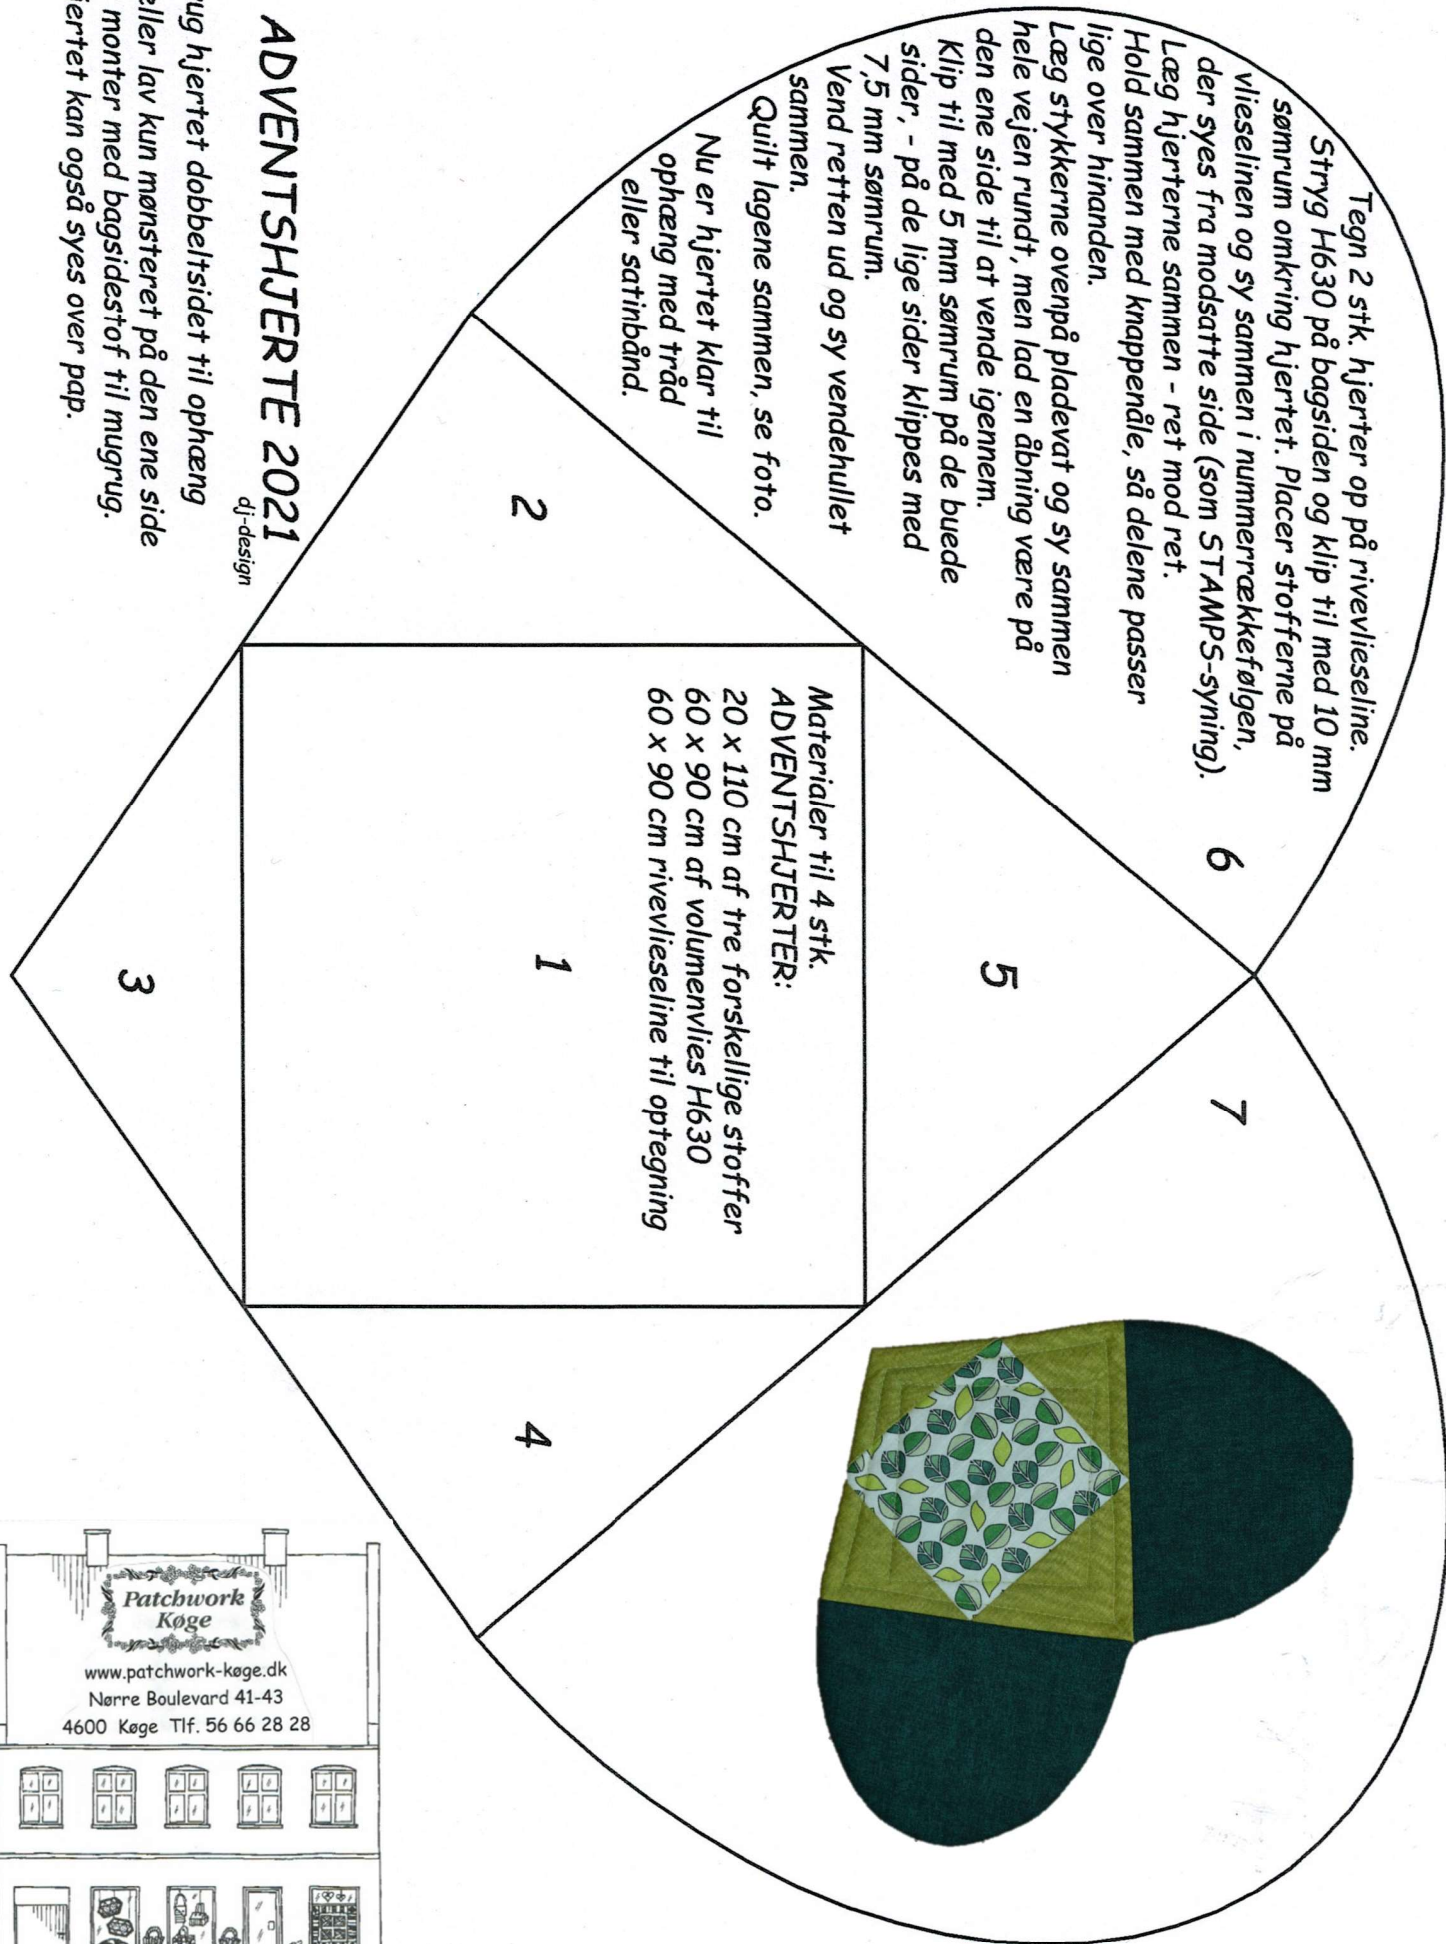 Tegn 2 stk. hjerter op på rivevlieseline.
Stryg H630 på bagsiden og klip til med 10 mm
sømrum omkring hjertet. Placer stofferne på
vlieselinen og sy sammen i nummerrækkefølgen,
der syes fra modsatte side (som STAMPS-syning).
Læg hjerterne sammen - ret mod ret.
Hold sammen med knappenåle, så delene passer
lige over hinanden.
Læg stykkerne ovenpå pladevat og sy sammen
hele vejen rundt, men lad en åbning være på
den ene side til at vende igennem.
Klip til med 5 mm sømrum på de buede
sider, - på de lige sider klippes med
7,5 mm sømrum.
Vend retten ud og sy vendehullet
sammen.
Quilt lagene sammen, se foto.
Nu er hjertet klar til
ophæng med tråd
eller satinbånd.
6
7
5
Materialer til 4 stk.
ADVENTSHJERTER:
20 x 110 cm af tre forskellige stoffer
60 x 90 cm af volumenvlies H630
60 x 90 cm rivevlieseline til optegning
2
1
4
3
ADVENTSHJERTE 2021
dj-design
hjertet dobbeltsidet til ophæng
eller lav kun mønsteret på den ene side
monter med bagsidestof til mugrug.
kan også syes over pap.
Patchwork
Køge
www.patchwork-køge.dk
Nørre Boulevard 41-43
4600 Køge Tlf. 56 66 28 28